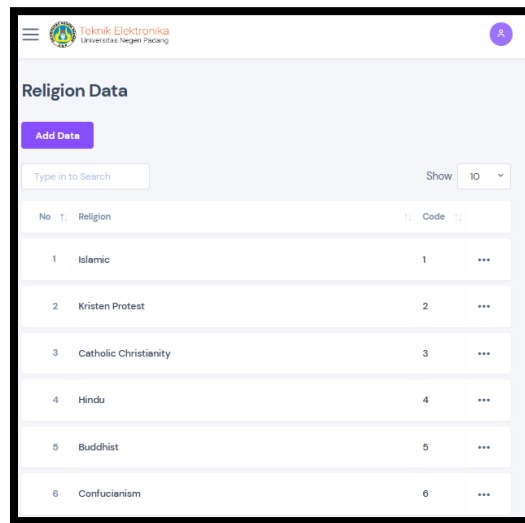 Teknik Elektronika
Universitas Negeri Padang
Religion Data
Add Data
Type in to Search Show 10
No Religion Code
1 Islamic 1
2 Kristen Protest 2
3 Catholic Christianity 3
4 Hindu 4
5 Buddhist 5
6 Confucianism 6